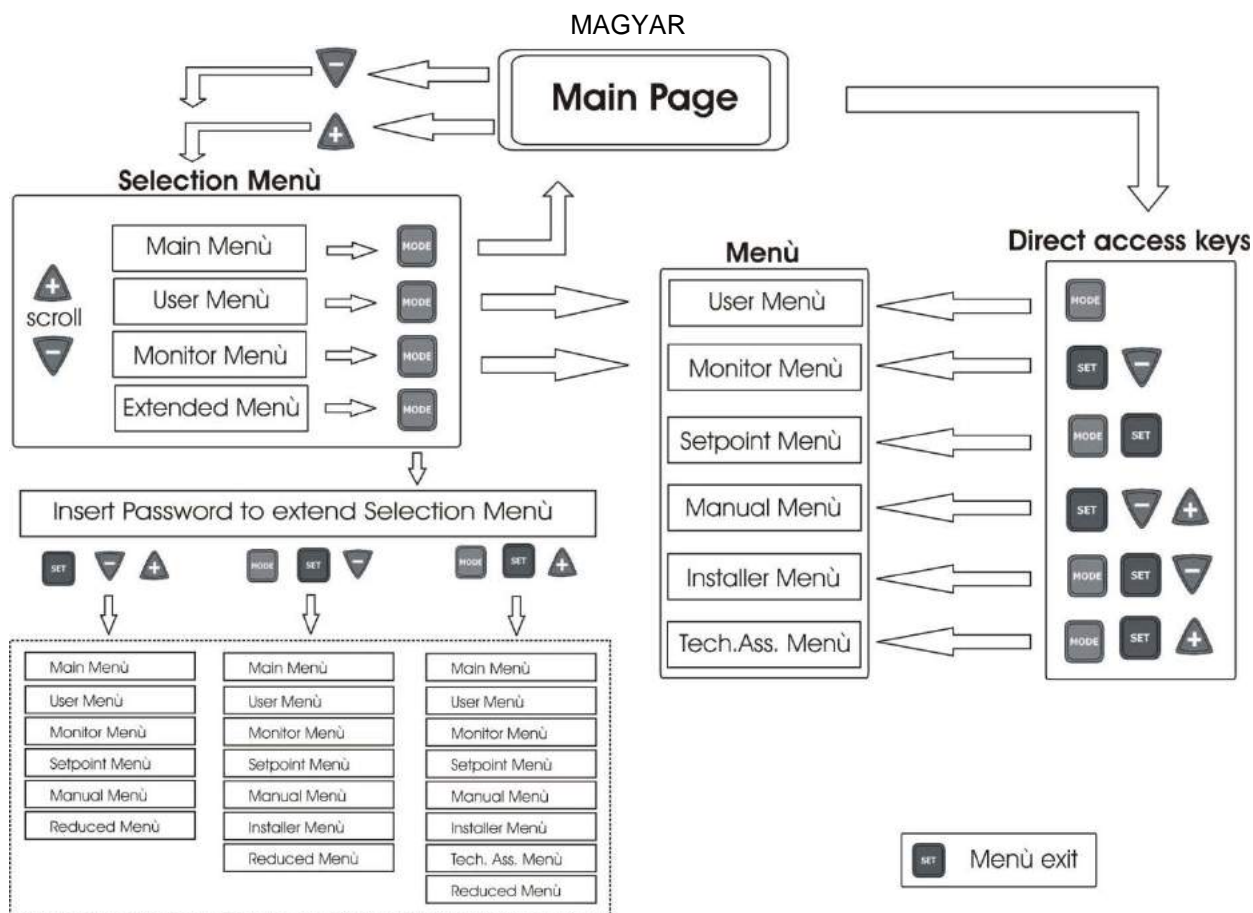 MAGYAR
Main Page
Selection Menù
scroll
Main Menù
MODE
User Menù
MODE
Monitor Menù
MODE
Extended Menù
MODE
Insert Password to extend Selection Menù
SET
MODE SET
MODE SET
Main Menù
User Menù
Monitor Menù
Setpoint Menù
Manual Menù
Reduced Menù
Main Menù
User Menù
Monitor Menù
Setpoint Menù
Manual Menù
Installer Menù
Reduced Menù
Main Menù
User Menù
Monitor Menù
Setpoint Menù
Manual Menù
Installer Menù
Tech. Ass. Menù
Reduced Menù
Menù
User Menù
Monitor Menù
Setpoint Menù
Manual Menù
Installer Menù
Tech.Ass. Menù
Direct access keys
MODE
SET
MODE SET
SET
MODE SET
MODE SET
SET Menù exit